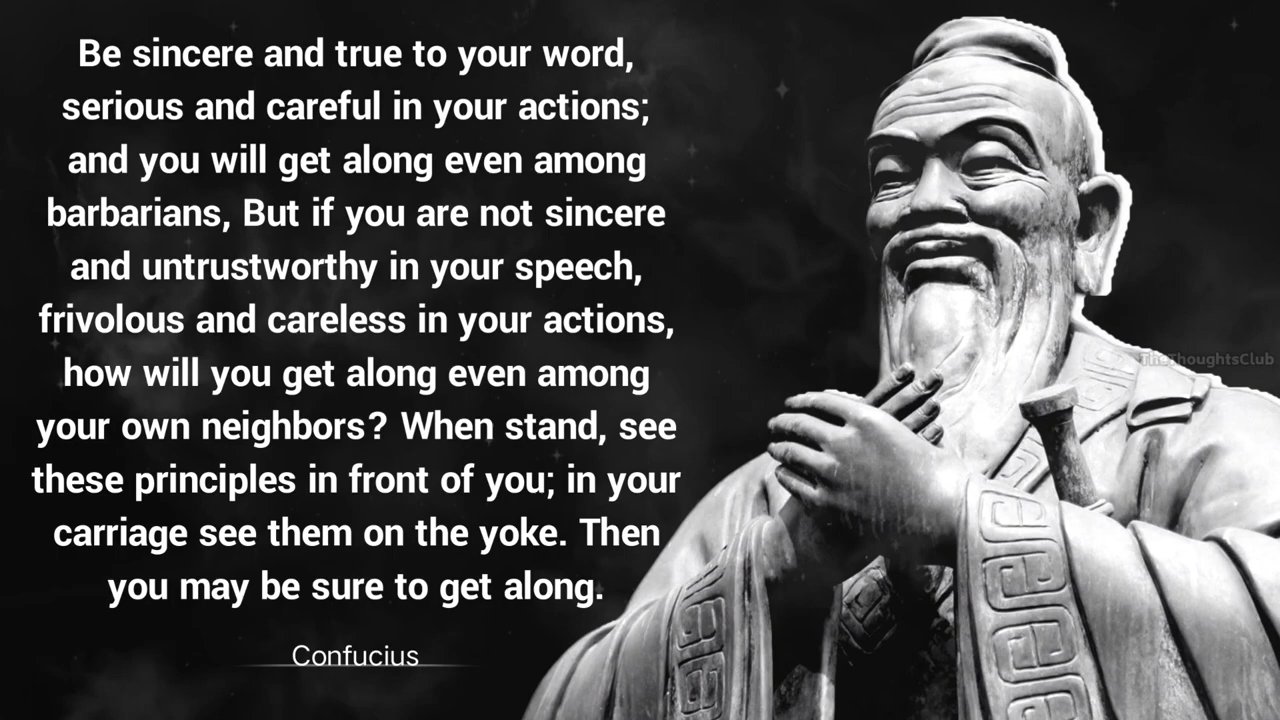 Be sincere and true to your word,
serious and careful in your actions;
and you will get along even among
barbarians, But if you are not sincere
and untrustworthy in your speech,
frivolous and careless in your actions,
how will you get along even among
your own neighbors? When stand, see
these principles in front of you; in your
carriage see them on the yoke. Then
you may be sure to get along.
Confucius
TheThoughtsClub